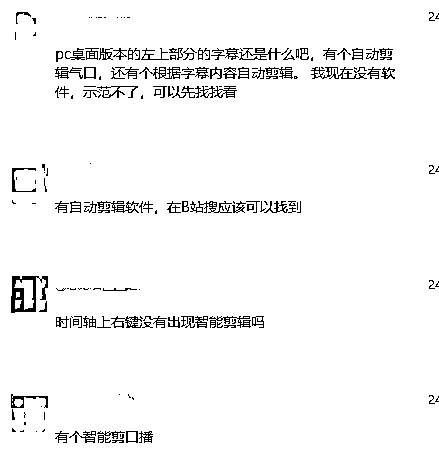 24
pc桌面版本的左上部分的字幕还是什么吧，有个自动剪
辑气口，还有个根据字幕内容自动剪辑。 我现在没有软
件，示范不了，可以先找找看
24
有自动剪辑软件，在B站搜应该可以找到
24
时间轴上右键没有出现智能剪辑吗
24
有个智能剪口播